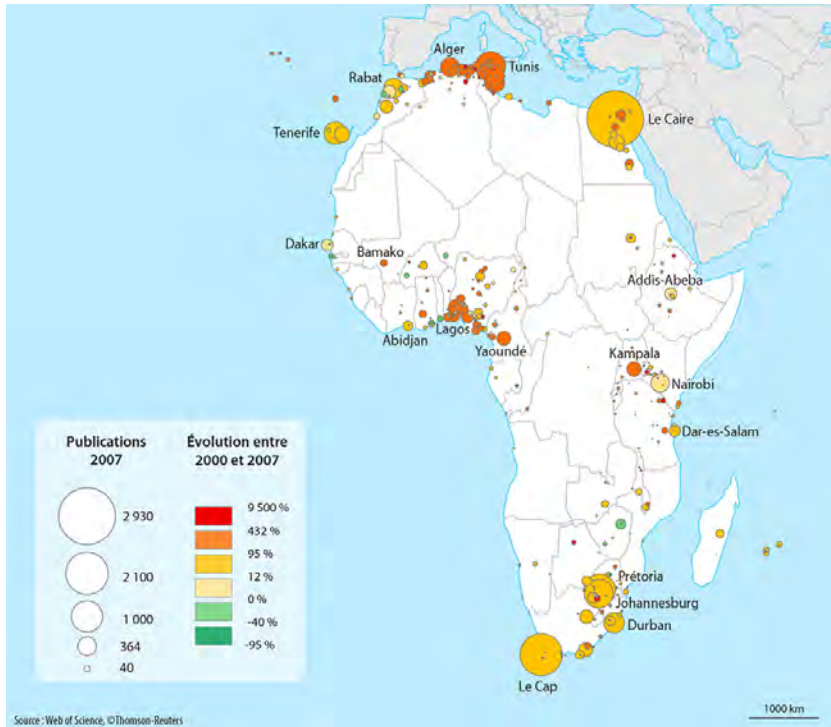 Alger
Tunis
Rabat
Le Caire
Tenerife
Dakar
Bamako
Addis-Abeba
Lagos
Abidjan
Yaoundé
Kampala
Nairobi
Dar-es-Salam
Prétoria
Johannesburg
Durban
Le Cap
Publications
2007
2 930
2 100
1 000
364
40
Évolution entre
2000 et 2007
9 500 %
432 %
95 %
12 %
0 %
-40 %
-95 %
1000 km
Source : Web of Science, ©Thomson-Reuters